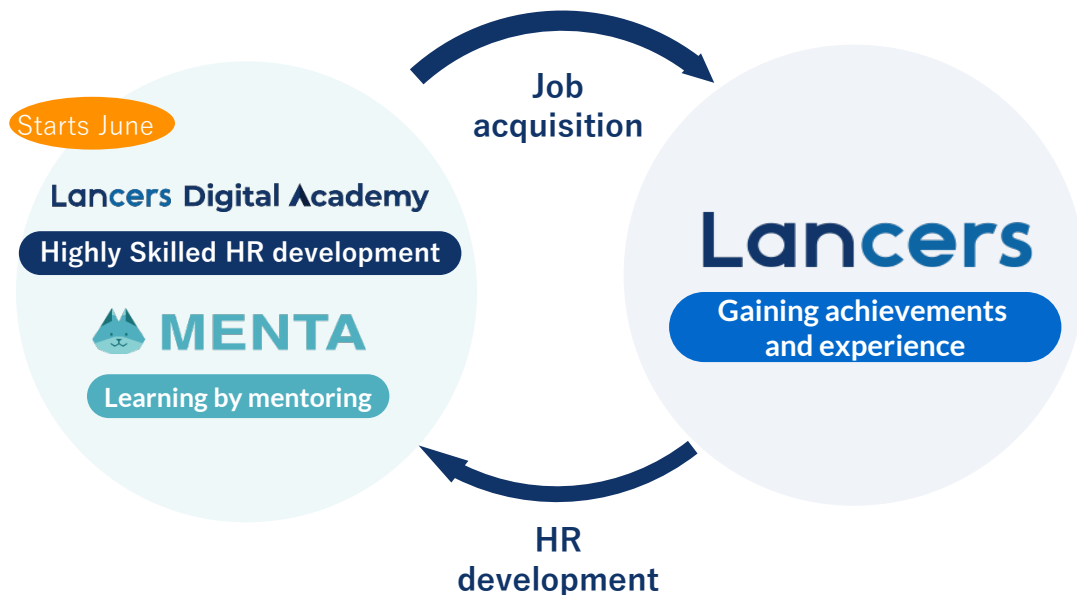 Job
acquisition
Starts June
Lancers Digital Academy
Highly Skilled HR development
MENTA
Learning by mentoring
Lancers
Gaining achievements
and experience
HR
development